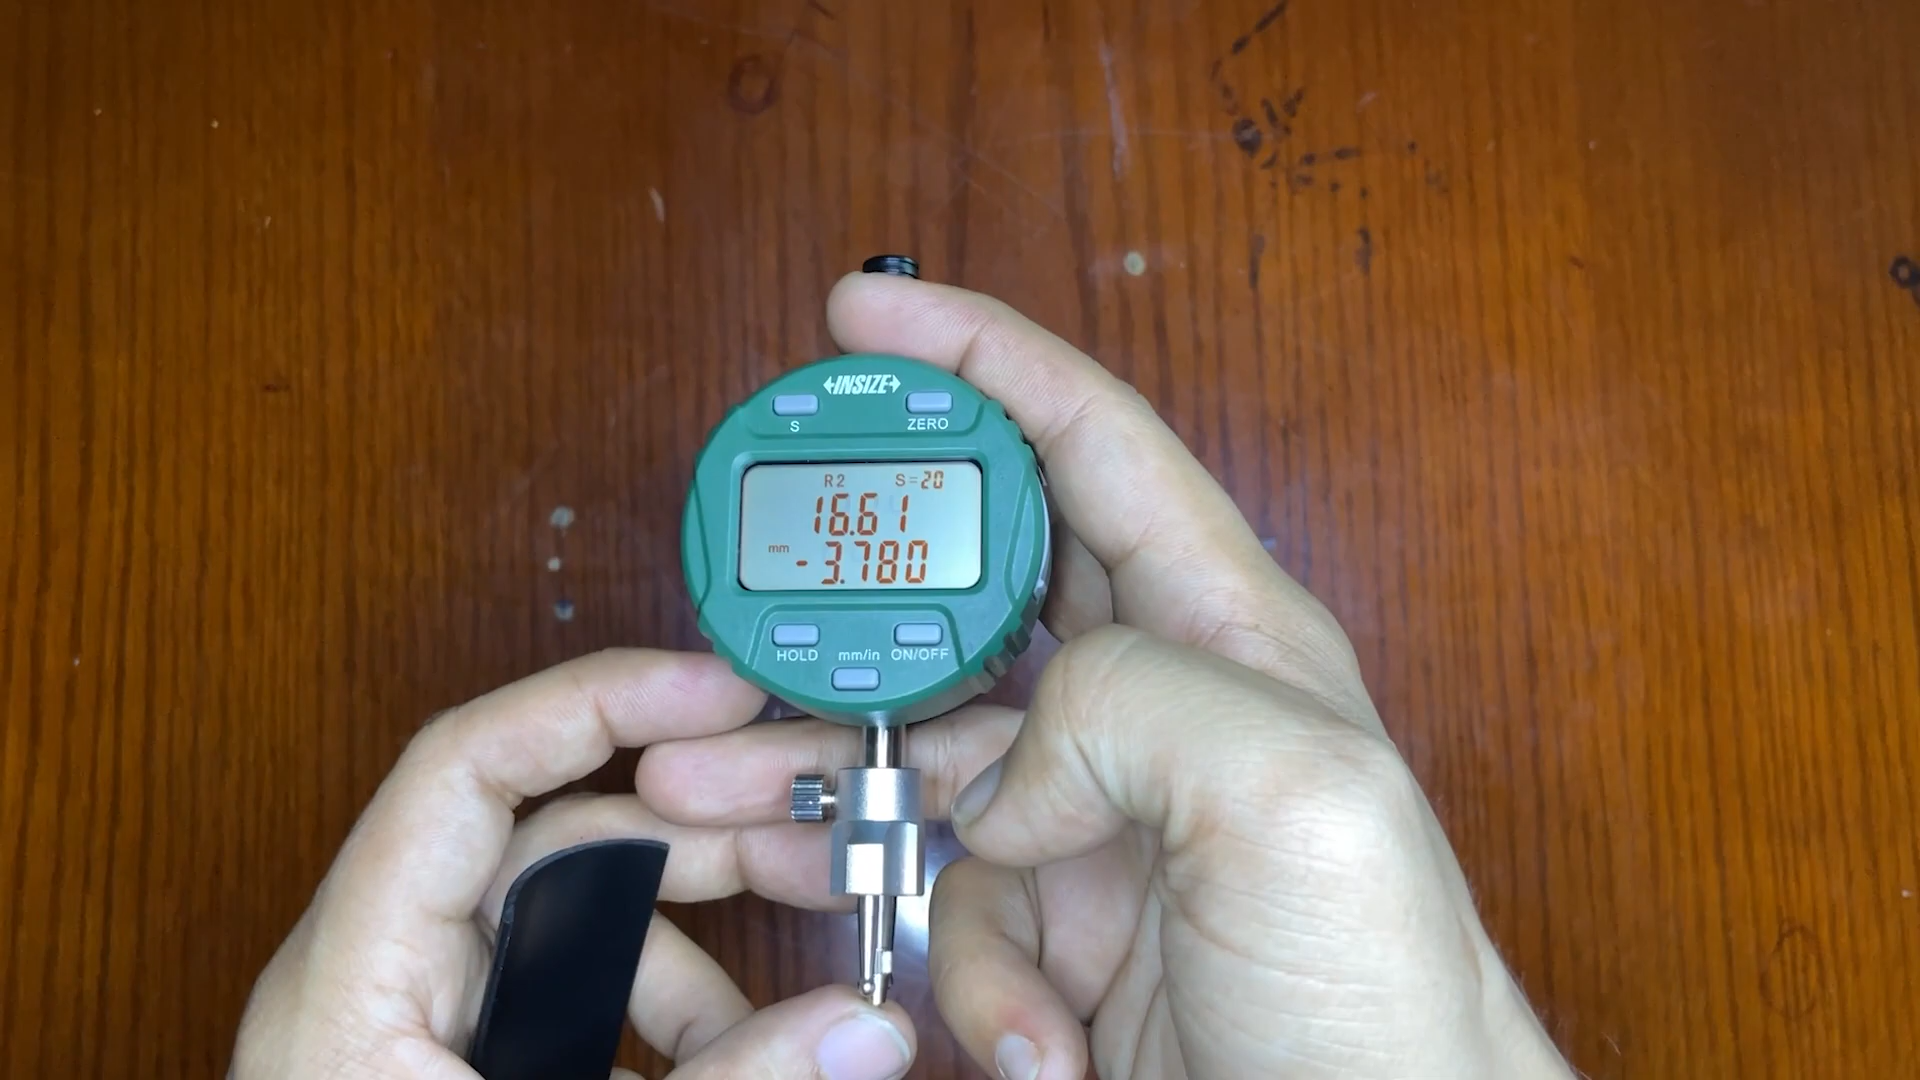 INSIZE
S ZERO
R2 S=20
16.61
mm -3.780
HOLD mm/in ON/OFF